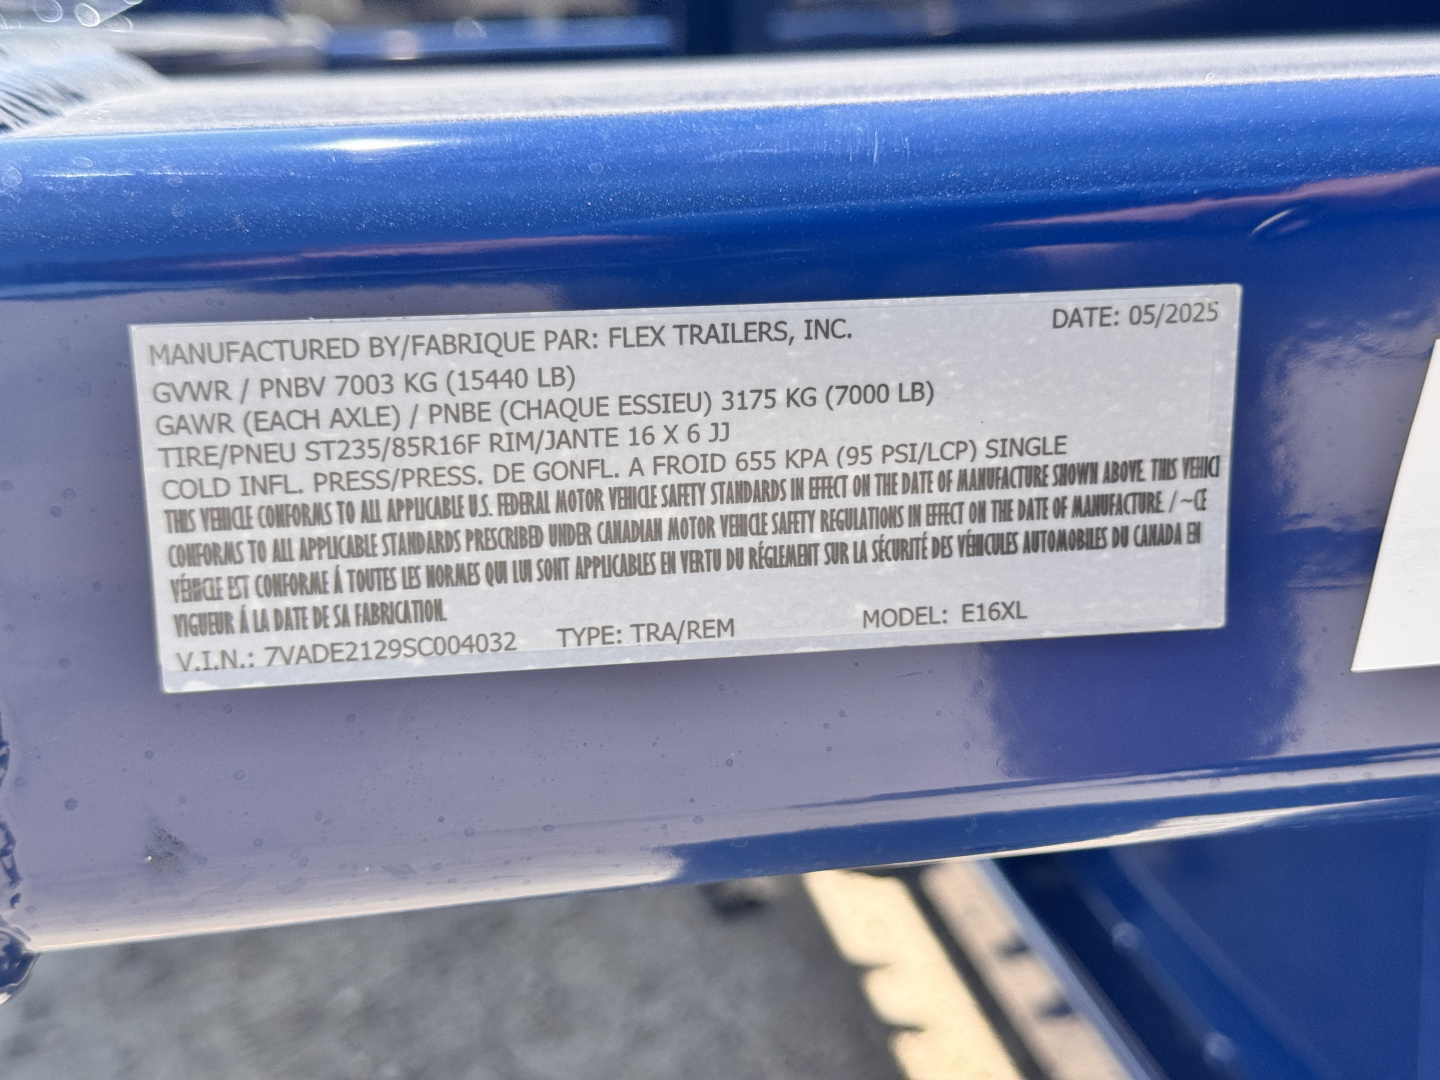 MANUFACTURED BY/FABRIQUE PAR: FLEX TRAILERS, INC. DATE: 05/2025
GVWR / PNBV 7003 KG (15440 LB)
GAWR (EACH AXLE) / PNBE (CHAQUE ESSIEU) 3175 KG (7000 LB)
TIRE/PNEU ST235/85R16F RIM/JANTE 16 X 6 JJ
COLD INFL. PRESS/PRESS. DE GONFL. A FROID 655 KPA (95 PSI/LCP) SINGLE
THIS VEHICLE CONFORMS TO ALL APPLICABLE U.S. FEDERAL MOTOR VEHICLE SAFETY STANDARDS IN EFFECT ON THE DATE OF MANUFACTURE SHOWN ABOVE. THIS VEHICL
CONFORMS TO ALL APPLICABLE STANDARDS PRESCRIBED UNDER CANADIAN MOTOR VEHICLE SAFETY REGULATIONS IN EFFECT ON THE DATE OF MANUFACTURE. / ~CE
VÉHICLE EST CONFORME Á TOUTES LES NORMES QUI LUI SONT APPLICABLES EN VERTU DU RÉGLEMENT SUR LA SÉCURITÉ DES VÉHICULES AUTOMOBILES DU CANADA EN
VIGUEUR Á LA DATE DE SA FABRICATION.
V.I.N.: 7VADE2129SC004032 TYPE: TRA/REM MODEL: E16XL